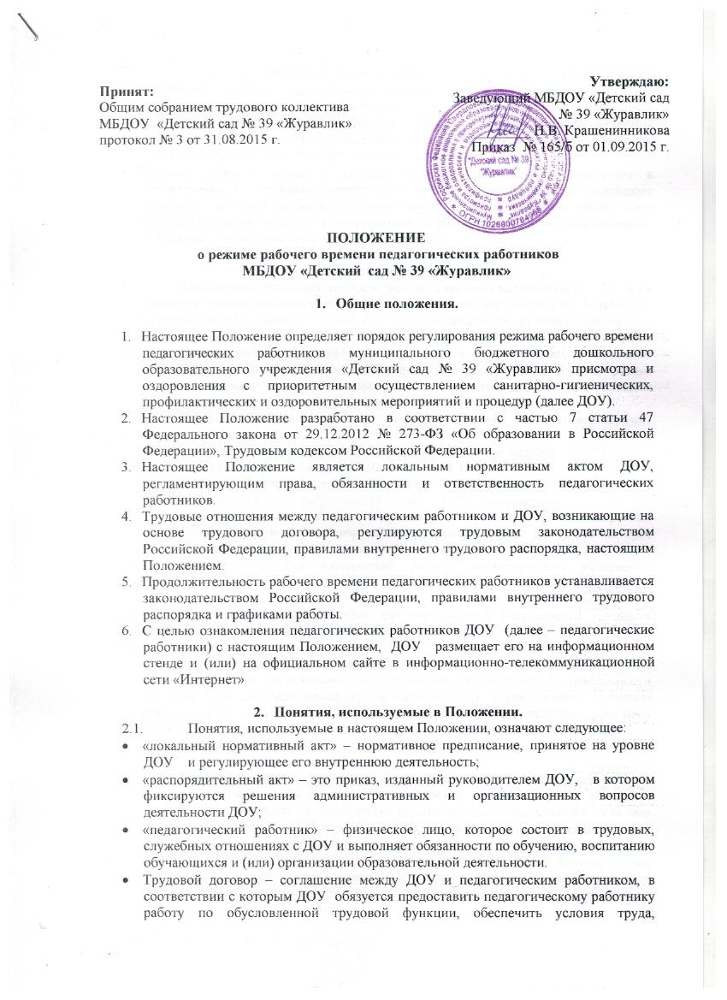 Принят:
Общим собранием трудового коллектива
МБДОУ «Детский сад № 39 «Журавлик»
протокол № 3 от 31.08.2015 г.
Утверждаю:
Заведующий МБДОУ «Детский сад
№ 39 «Журавлик»
Н.В. Крашенинникова
Приказ № 165/б от 01.09.2015 г.
"Детский сад № 39
"Журавлик"
ПОЛОЖЕНИЕ
о режиме рабочего времени педагогических работников
МБДОУ «Детский сад № 39 «Журавлик»
1. Общие положения.
1. Настоящее Положение определяет порядок регулирования режима рабочего времени
педагогических работников муниципального бюджетного дошкольного
образовательного учреждения «Детский сад № 39 «Журавлик» присмотра и
оздоровления с приоритетным осуществлением санитарно-гигиенических,
профилактических и оздоровительных мероприятий и процедур (далее ДОУ).
2. Настоящее Положение разработано в соответствии с частью 7 статьи 47
Федерального закона от 29.12.2012 № 273-ФЗ «Об образовании в Российской
Федерации», Трудовым кодексом Российской Федерации.
3. Настоящее Положение является локальным нормативным актом ДОУ,
регламентирующим права, обязанности и ответственность педагогических
работников.
4. Трудовые отношения между педагогическим работником и ДОУ, возникающие на
основе трудового договора, регулируются трудовым законодательством
Российской Федерации, правилами внутреннего трудового распорядка, настоящим
Положением.
5. Продолжительность рабочего времени педагогических работников устанавливается
законодательством Российской Федерации, правилами внутреннего трудового
распорядка и графиками работы.
6. С целью ознакомления педагогических работников ДОУ (далее – педагогические
работники) с настоящим Положением, ДОУ размещает его на информационном
стенде и (или) на официальном сайте в информационно-телекоммуникационной
сети «Интернет»
2. Понятия, используемые в Положении.
2.1. Понятия, используемые в настоящем Положении, означают следующее:
• «локальный нормативный акт» – нормативное предписание, принятое на уровне
ДОУ и регулирующее его внутреннюю деятельность;
• «распорядительный акт» – это приказ, изданный руководителем ДОУ, в котором
фиксируются решения административных и организационных вопросов
деятельности ДОУ;
• «педагогический работник» – физическое лицо, которое состоит в трудовых,
служебных отношениях с ДОУ и выполняет обязанности по обучению, воспитанию
обучающихся и (или) организации образовательной деятельности.
• Трудовой договор – соглашение между ДОУ и педагогическим работником, в
соответствии с которым ДОУ обязуется предоставить педагогическому работнику
работу по обусловленной трудовой функции, обеспечить условия труда,